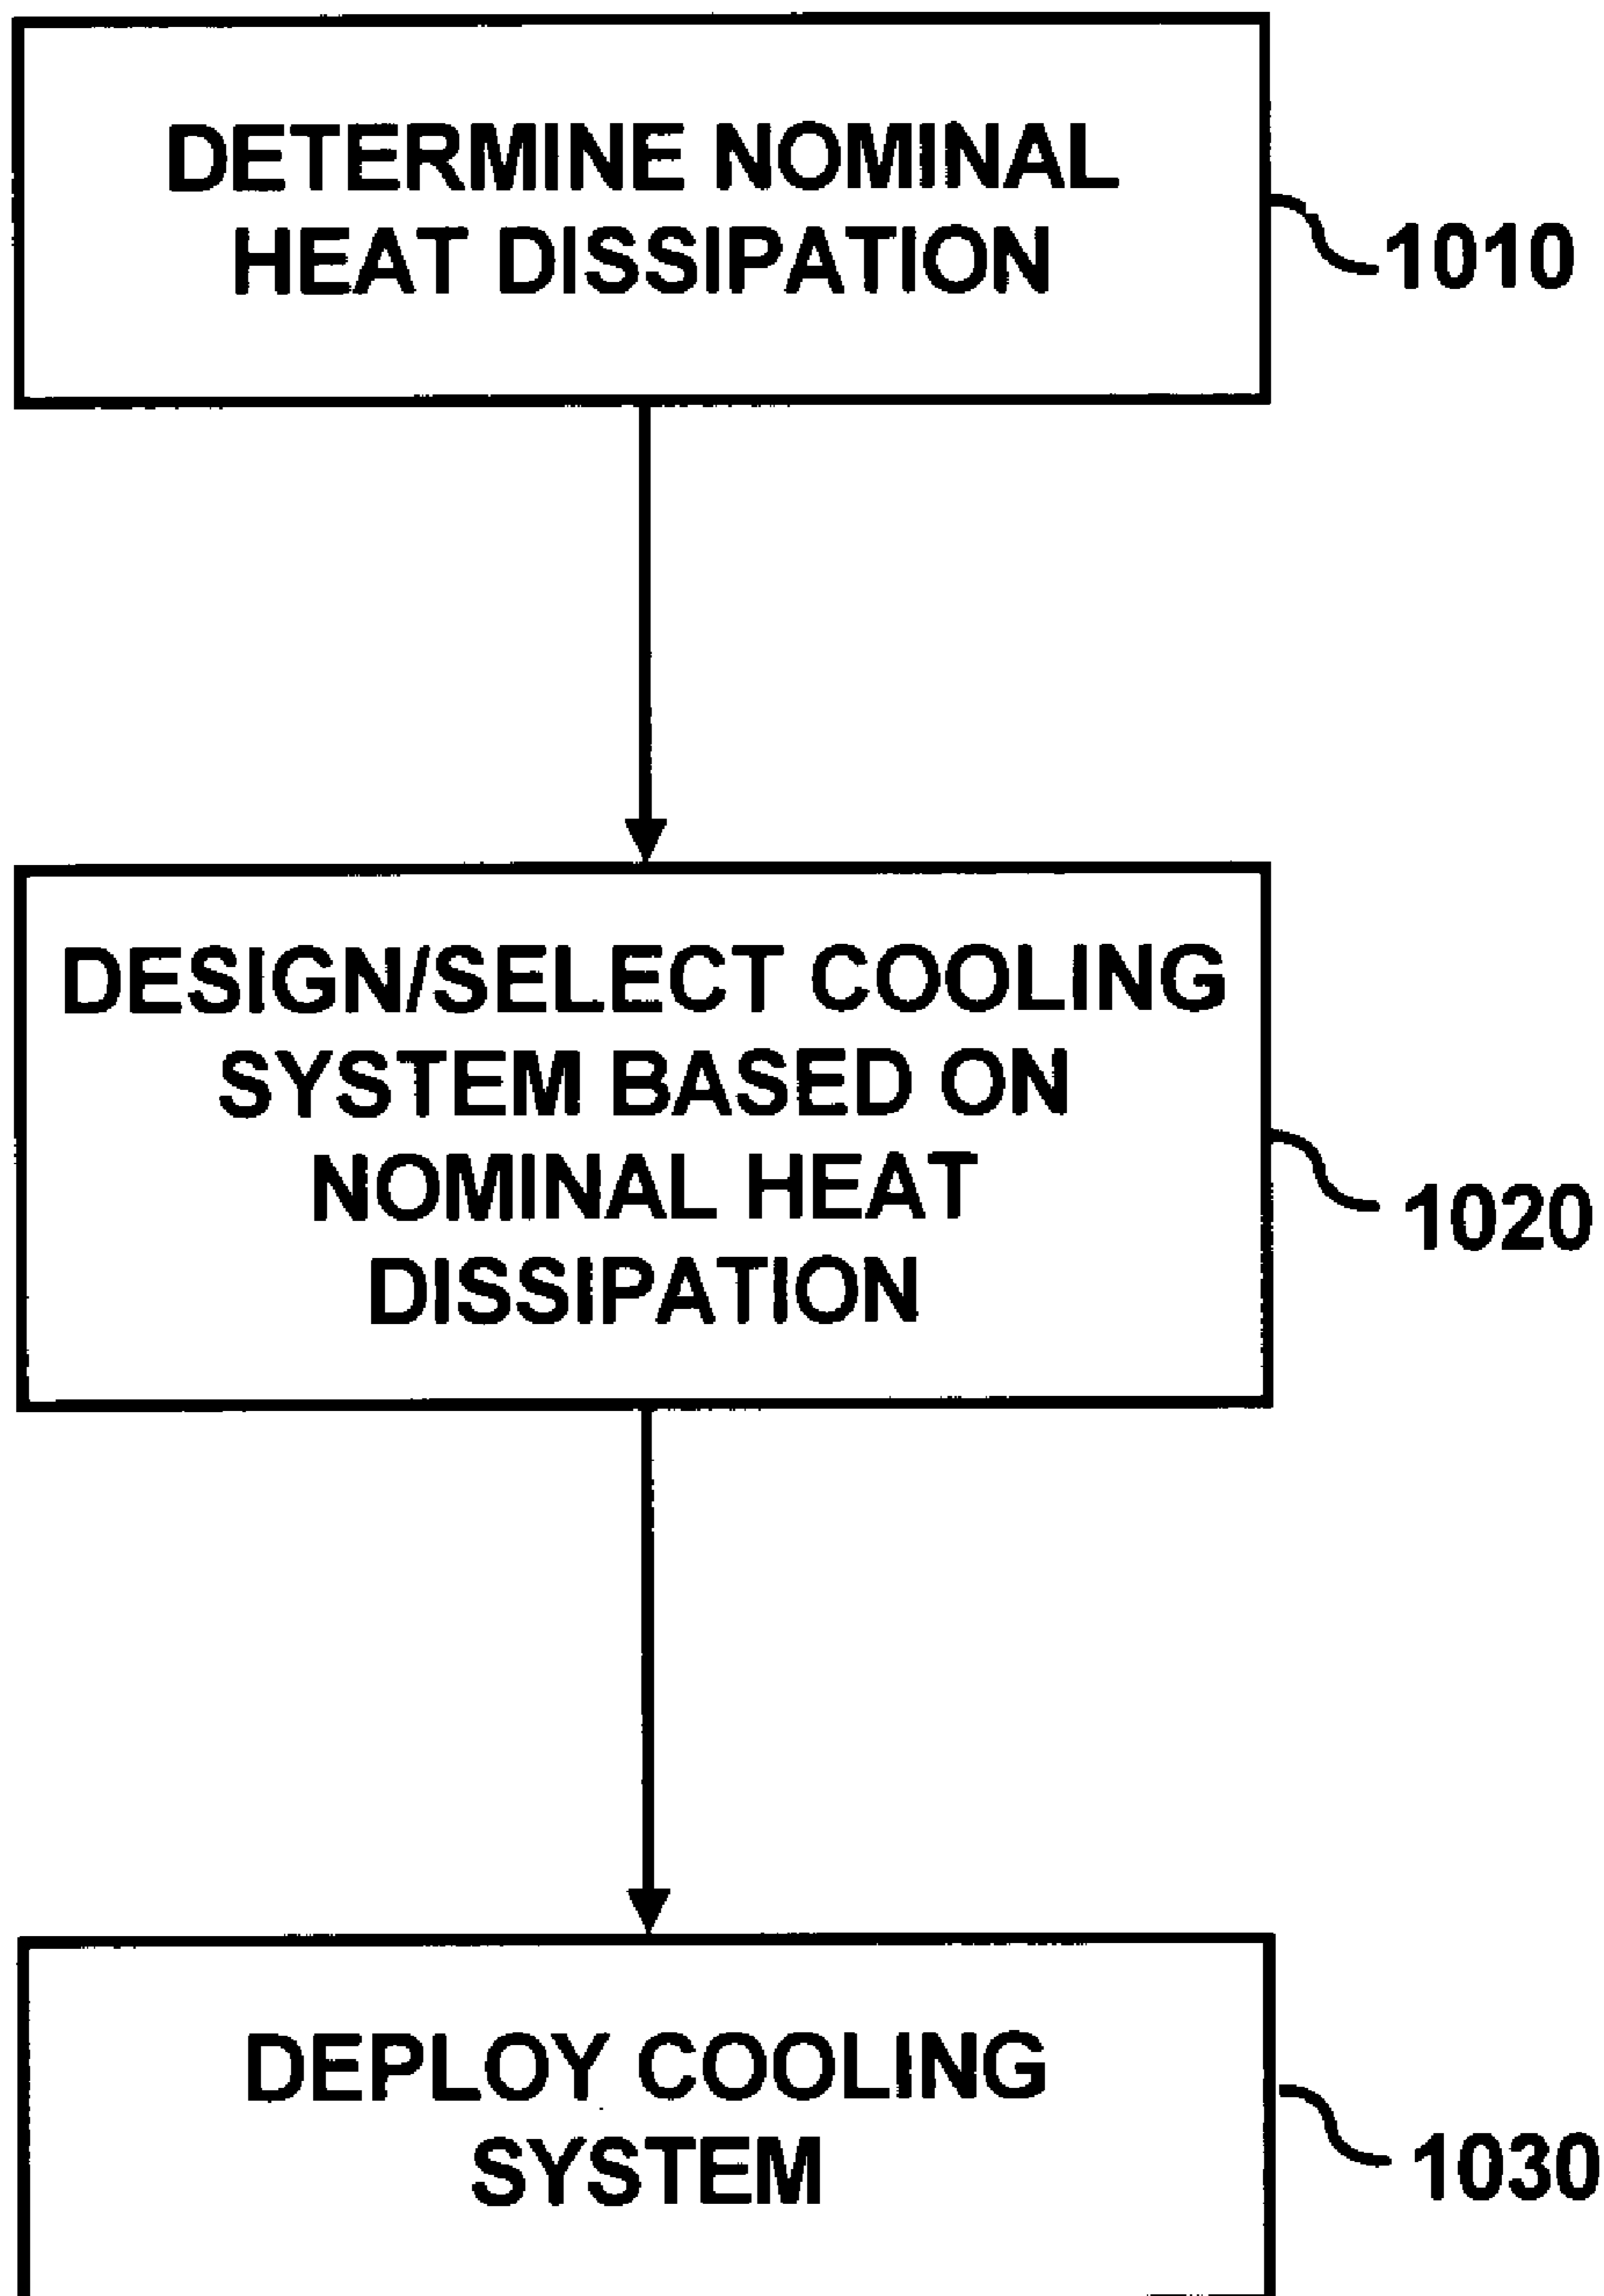 DETERMINE NOMINAL
HEAT DISSIPATION
1010
DESIGN/SELECT COOLING
SYSTEM BASED ON
NOMINAL HEAT
DISSIPATION
1020
DEPLOY COOLING
SYSTEM
1030